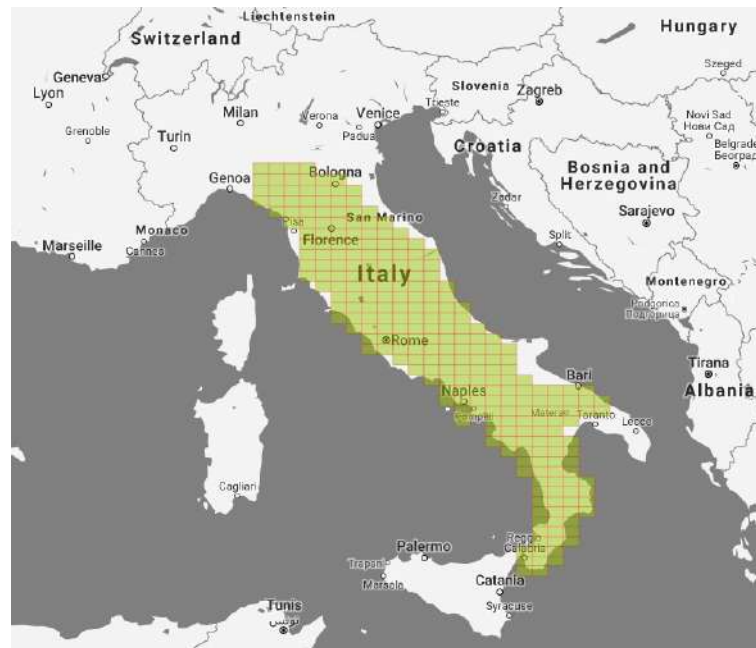 Liechtenstein
Hungary
Switzerland
Szeged
Geneva
Slovenia
Zagreb
Lyon
Milan
Verona
Venice
Trieste
Novi Sad
Нови Сад
Grenoble
Turin
Padua
Croatia
Belgrade
Београд
Bosnia and
Herzegovina
Genoa
Bologna
Zadar
Pisa
San Marino
Sarajevo
Monaco
Florence
Split
Marseille
Cannes
Italy
Montenegro
Podgorica
Подгорица
Rome
Tirana
Bari
Albania
Naples
Pompeii
Matera
Taranto
Lecce
Cagliari
Reggio
Calabria
Palermo
Trapani
Marsala
Catania
Syracuse
Tunis
تونس